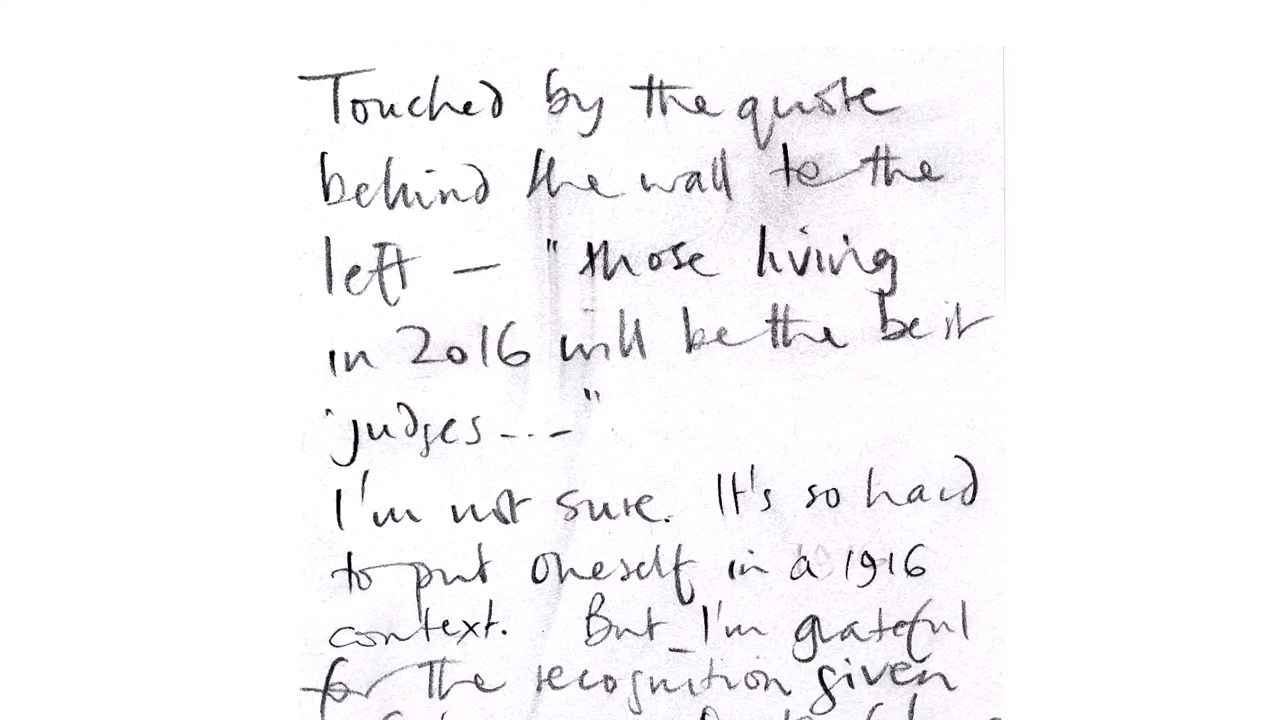 Touched by the quote
behind the wall to the
left — "those living
in 2016 will be the best
judges ---"
I'm not sure. It's so hard
to put oneself in a 1916
context. But I'm grateful
for the recognition given